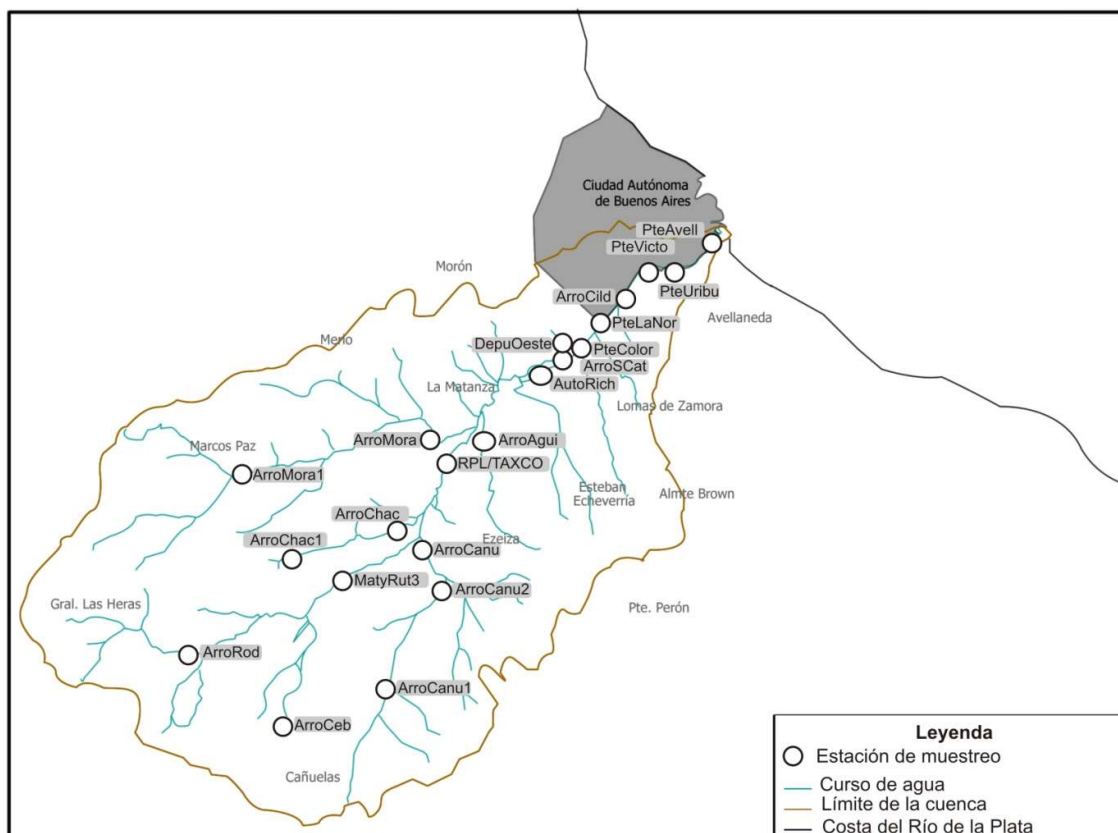 Ciudad Autónoma
de Buenos Aires
PteAvell
PteVicto
Morón
ArroCild
PteUribu
Avellaneda
PteLaNor
Merlo
DepuOeste
PteColor
ArroSCat
La Matanza
AutoRich
Lomas de Zamora
Marcos Paz
ArroMora
ArroAgui
RPL/TAXCO
ArroMora1
Esteban
Echeverría
Almte Brown
ArroChac
Ezeiza
ArroChac1
ArroCanu
MatyRut3
ArroCanu2
Gral. Las Heras
Pte. Perón
ArroRod
ArroCanu1
ArroCeb
Cañuelas
Leyenda
Estación de muestreo
Curso de agua
Límite de la cuenca
Costa del Río de la Plata